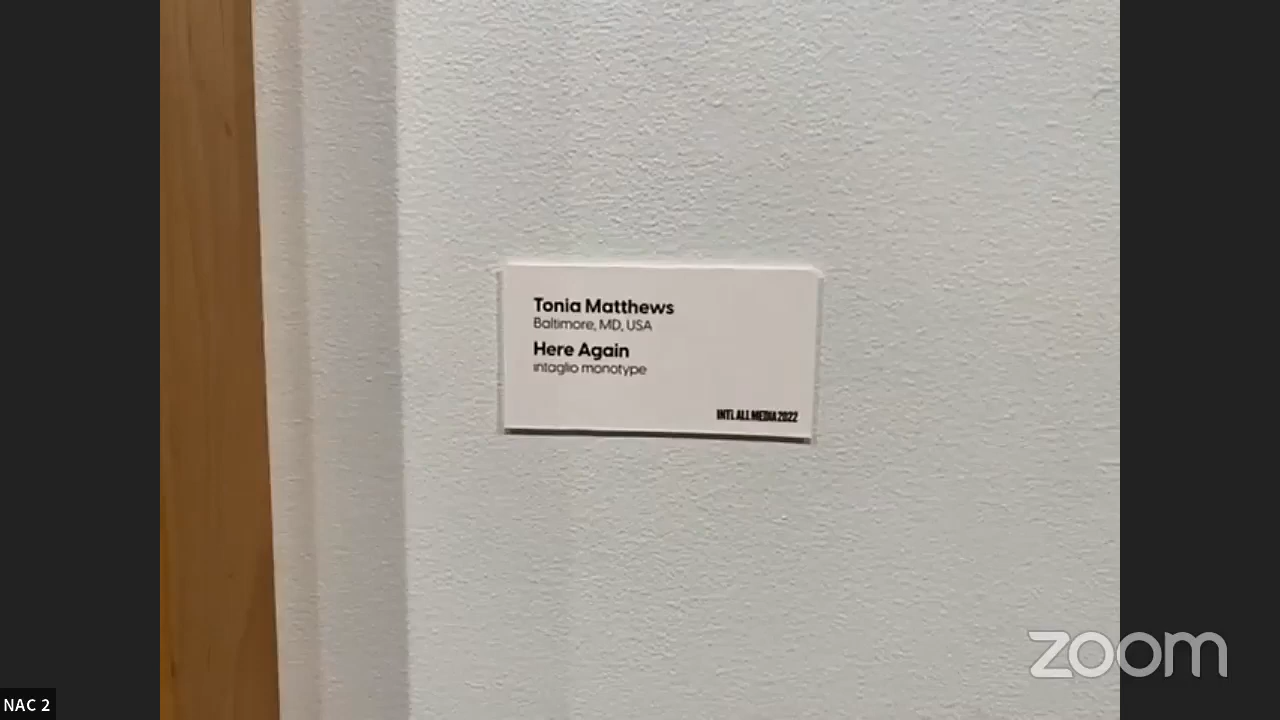 Tonia Matthews
Baltimore, MD, USA
Here Again
intaglio monotype
INTL ALL MEDIA 2022
zoom
NAC 2